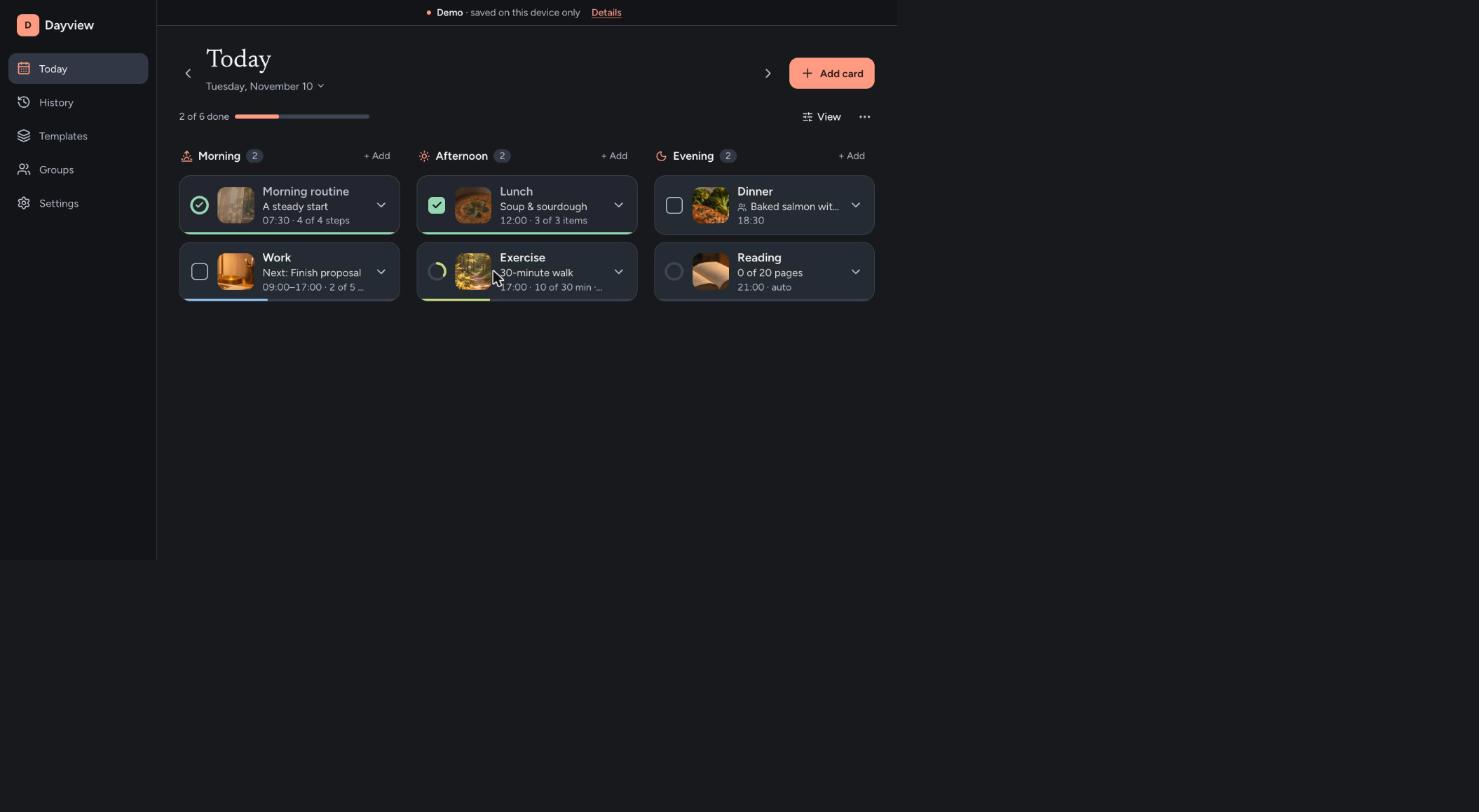 D Dayview
Today
History
Templates
Groups
Settings
Demo · saved on this device only Details
Today
Tuesday, November 10
+ Add card
2 of 6 done
View
Morning 2 + Add
Morning routine
A steady start
07:30 · 4 of 4 steps
Work
Next: Finish proposal
09:00–17:00 · 2 of 5 ...
Afternoon 2 + Add
Lunch
Soup & sourdough
12:00 · 3 of 3 items
Exercise
30-minute walk
17:00 · 10 of 30 min ·...
Evening 2 + Add
Dinner
Baked salmon wit...
18:30
Reading
0 of 20 pages
21:00 · auto